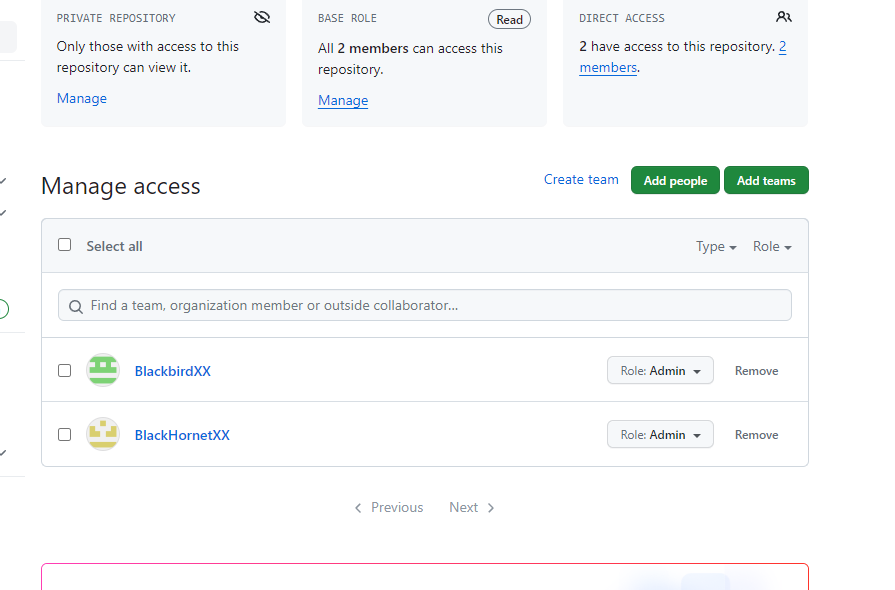 PRIVATE REPOSITORY
Only those with access to this
repository can view it.
Manage
BASE ROLE
Read
All 2 members can access this
repository.
Manage
DIRECT ACCESS
2 have access to this repository. 2
members.
Manage access
Create team
Add people
Add teams
Select all
Type
Role
Find a team, organization member or outside collaborator...
BlackbirdXX
Role: Admin
Remove
BlackHornetXX
Role: Admin
Remove
Previous
Next